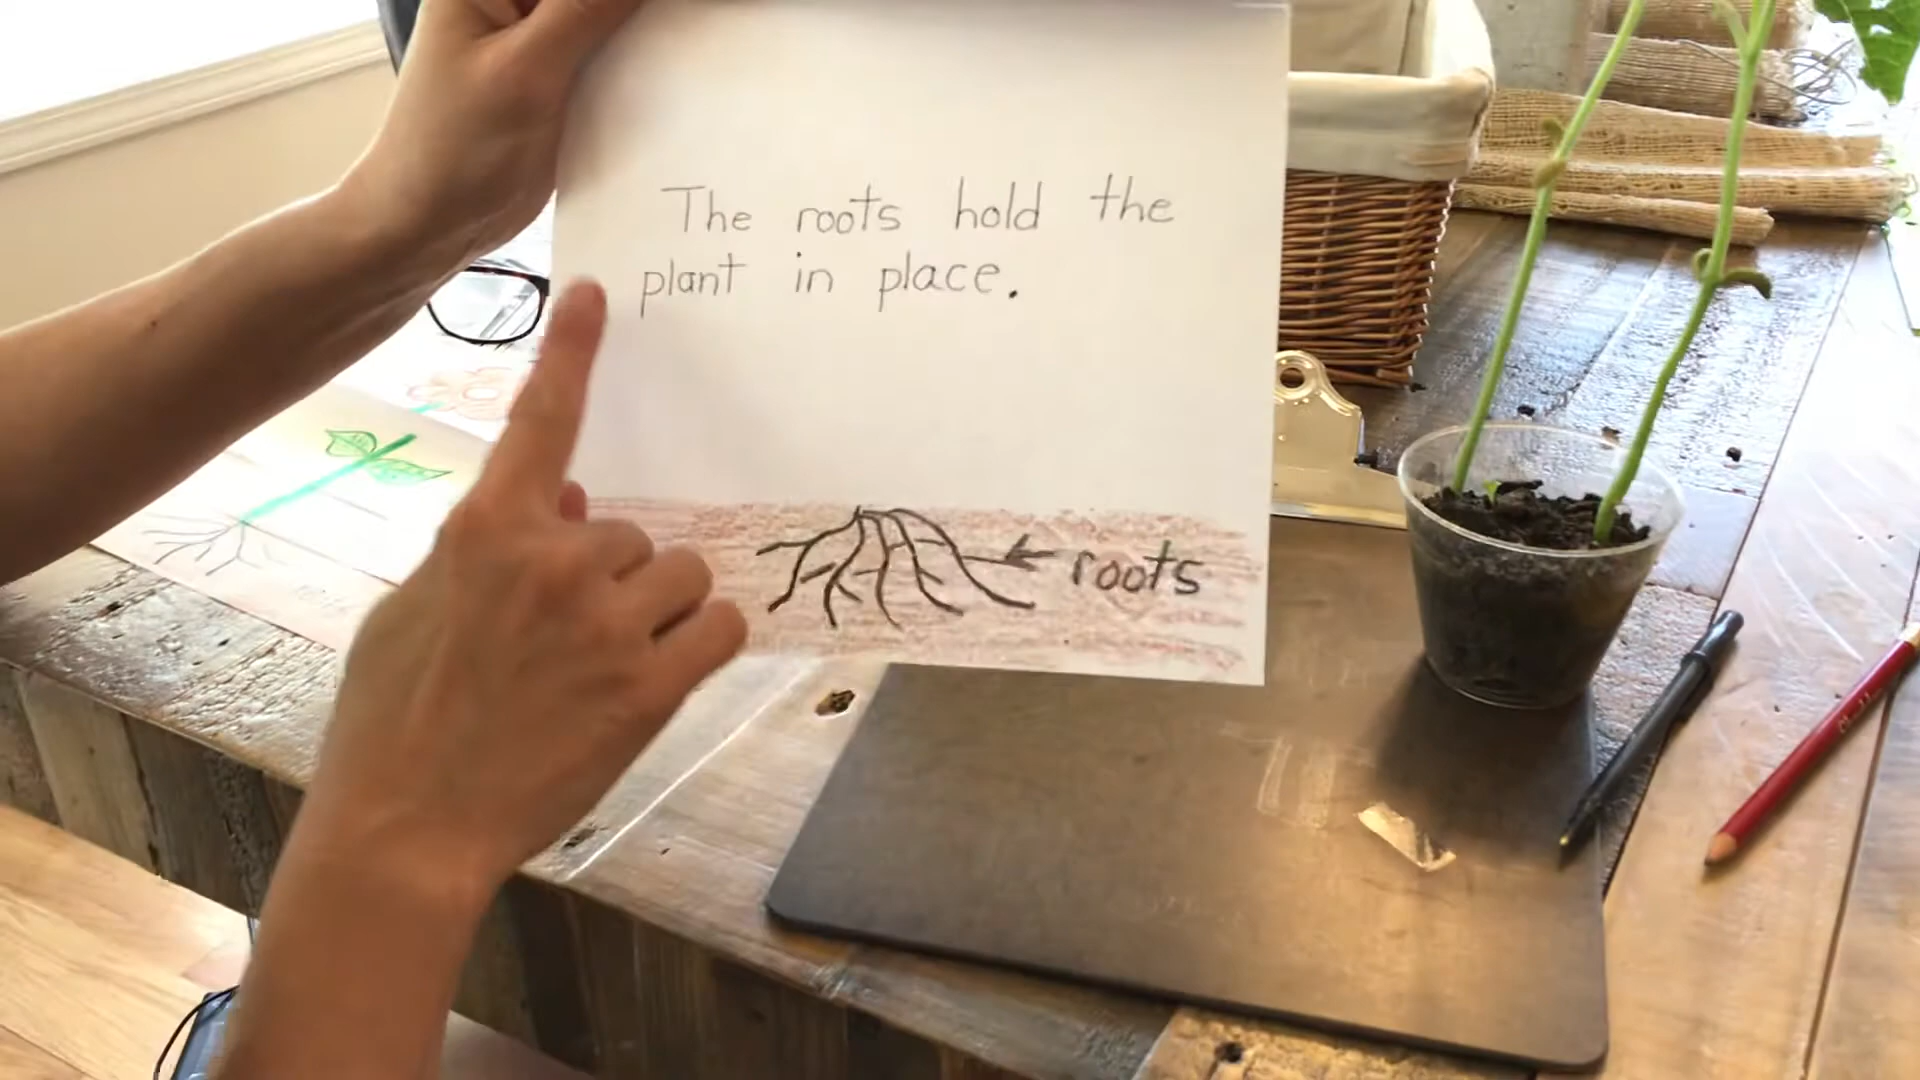 The roots hold the
plant in place.
roots